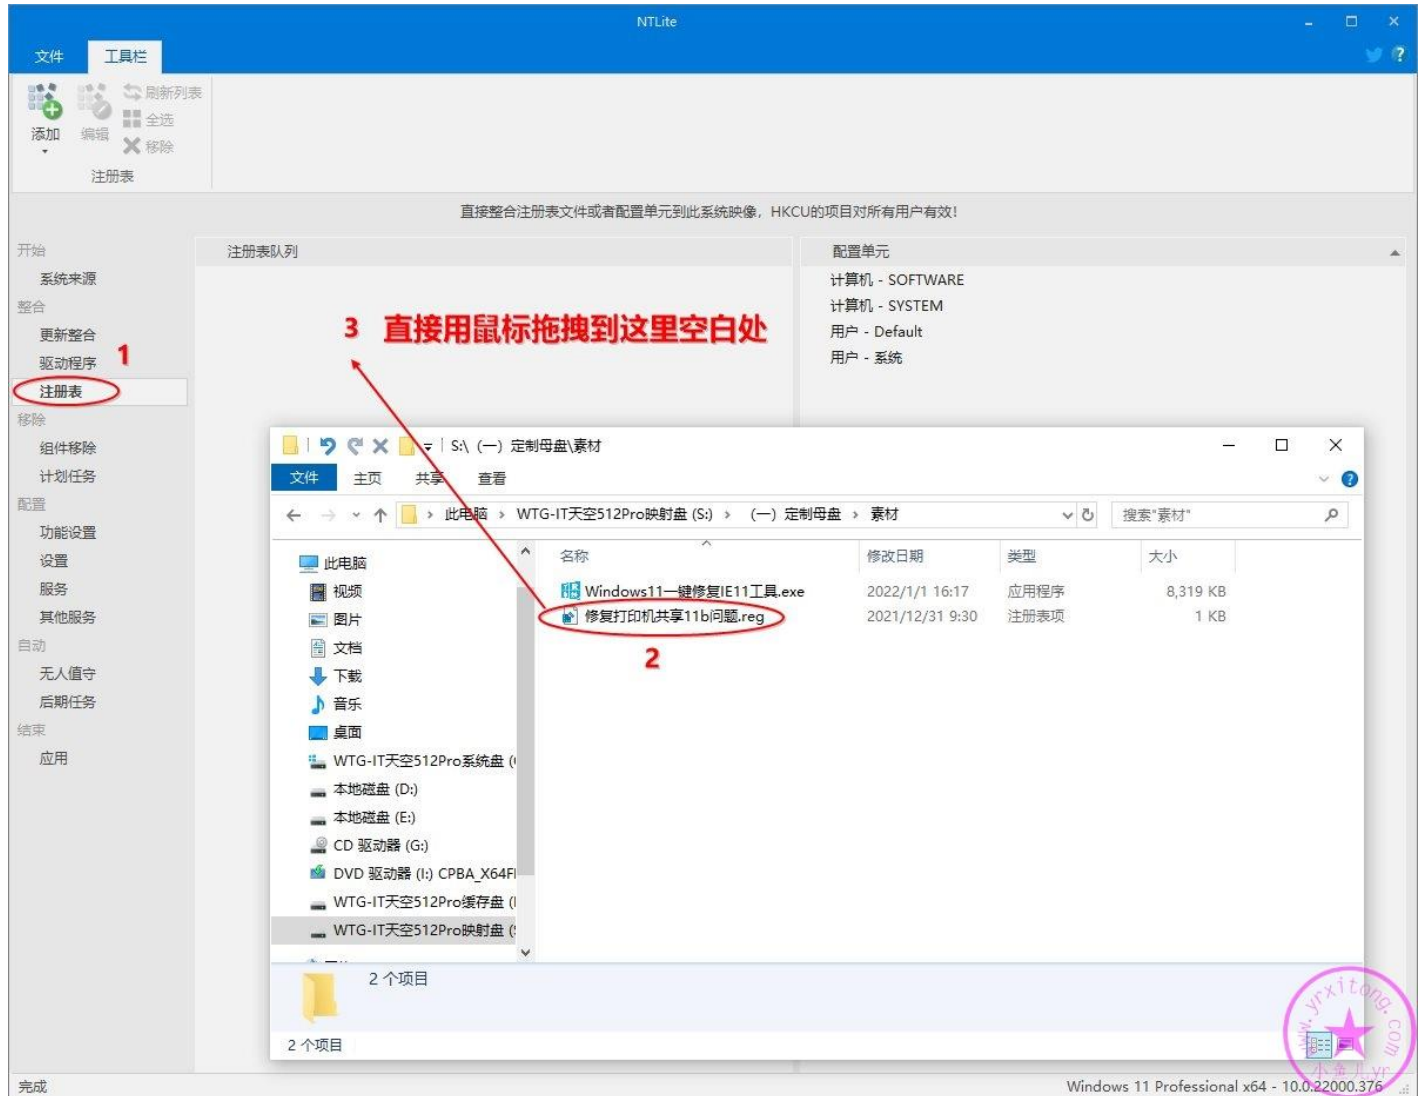 NTLite
文件 工具栏
添加 编辑 刷新列表
全选
移除
注册表
直接整合注册表文件或者配置单元到此系统映像，HKCU的项目对所有用户有效!
开始
系统来源
整合
更新整合
驱动程序
注册表
移除
组件移除
计划任务
配置
功能设置
设置
服务
其他服务
自动
无人值守
后期任务
结束
应用
注册表队列
配置单元
计算机 - SOFTWARE
计算机 - SYSTEM
用户 - Default
用户 - 系统
1
3 直接用鼠标拖拽到这里空白处
S:\ (一) 定制母盘\素材
文件 主页 共享 查看
此电脑 › WTG-IT天空512Pro映射盘 (S:) › (一) 定制母盘 › 素材
搜索"素材"
名称 修改日期 类型 大小
Windows11一键修复IE11工具.exe 2022/1/1 16:17 应用程序 8,319 KB
修复打印机共享11b问题.reg 2021/12/31 9:30 注册表项 1 KB
2
此电脑
视频
图片
文档
下载
音乐
桌面
WTG-IT天空512Pro系统盘 (
本地磁盘 (D:)
本地磁盘 (E:)
CD 驱动器 (G:)
DVD 驱动器 (I:) CPBA_X64F
WTG-IT天空512Pro缓存盘 (
WTG-IT天空512Pro映射盘 (
2 个项目
2 个项目
完成
Windows 11 Professional x64 - 10.0.22000.376
www.yrxitong.com
小金儿yr